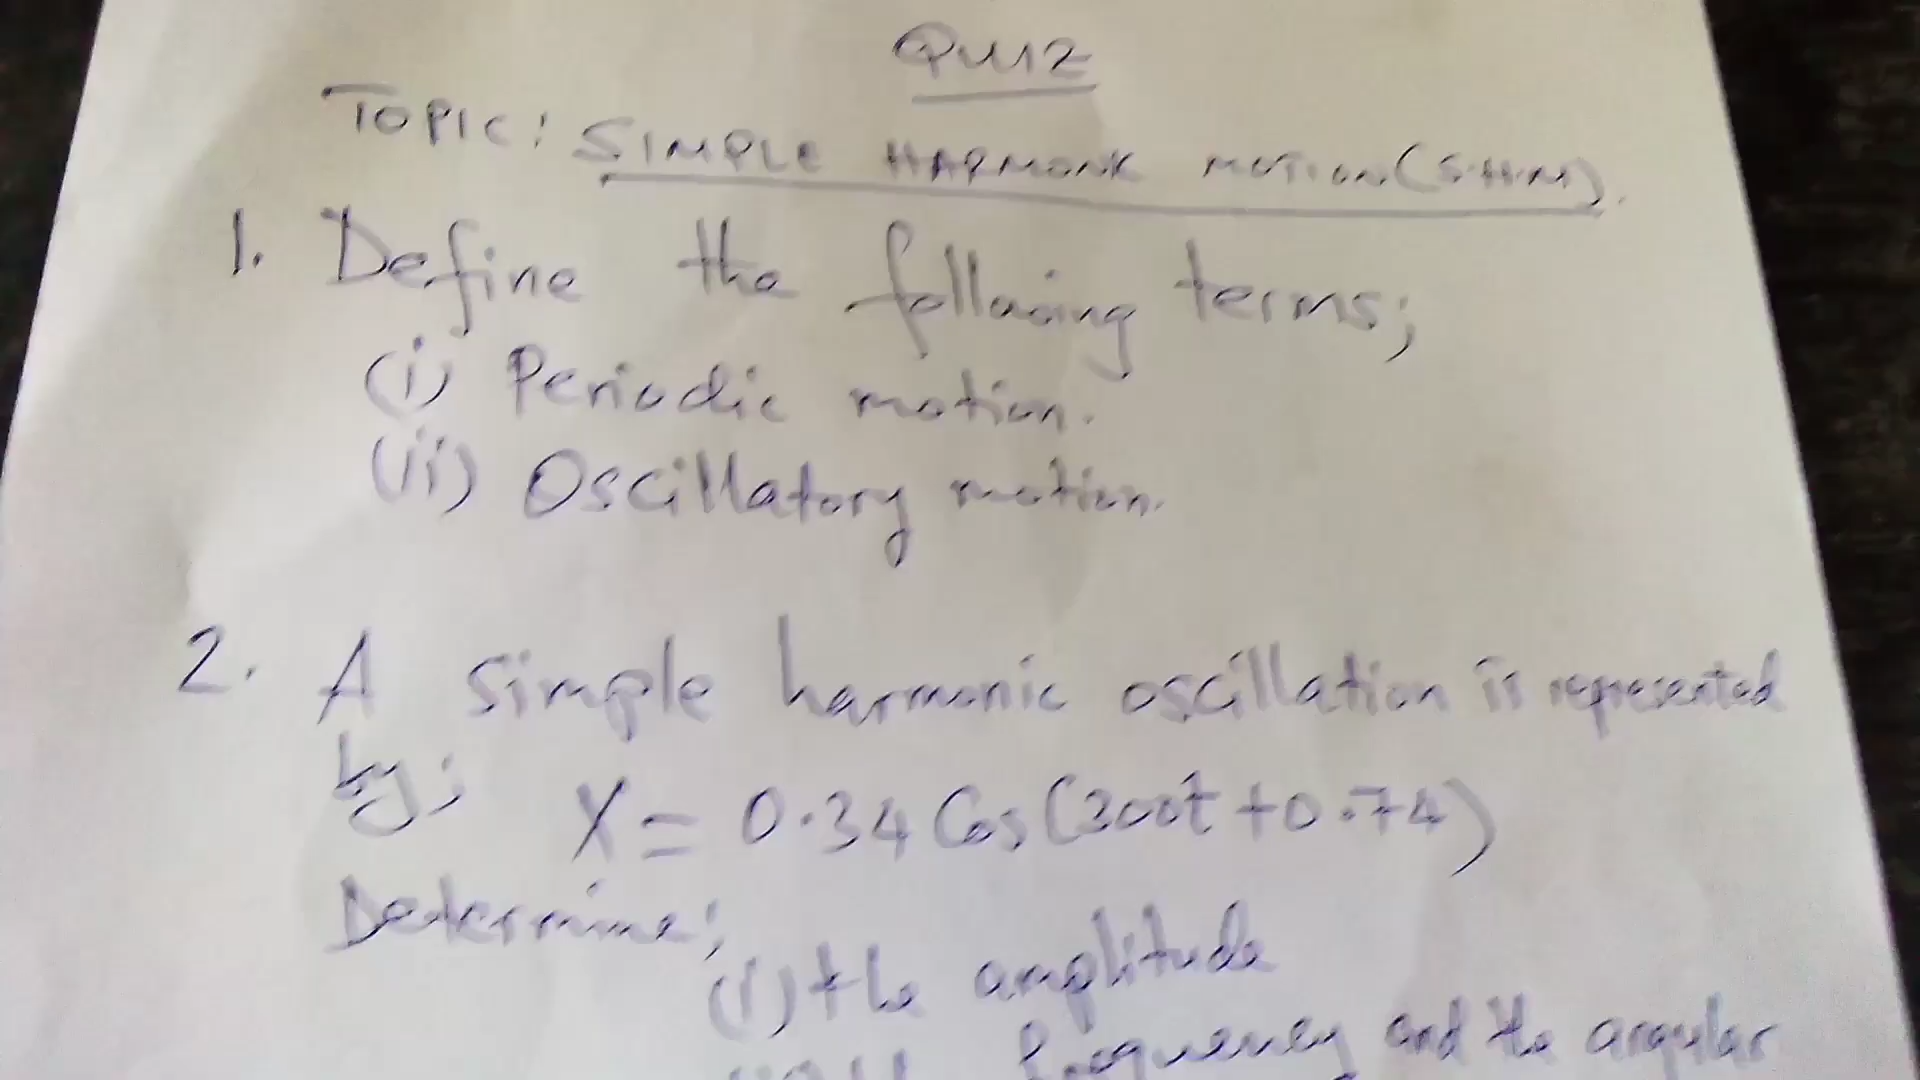 QUIZ
TOPIC: SIMPLE HARMONIC MOTION (S.H.M).
1. Define the following terms;
(i) Periodic motion.
(ii) Oscillatory motion.
2. A simple harmonic oscillation is represented
by; X = 0.34 Cos (300t + 0.74)
Determine;
(i) the amplitude
frequency and the angular